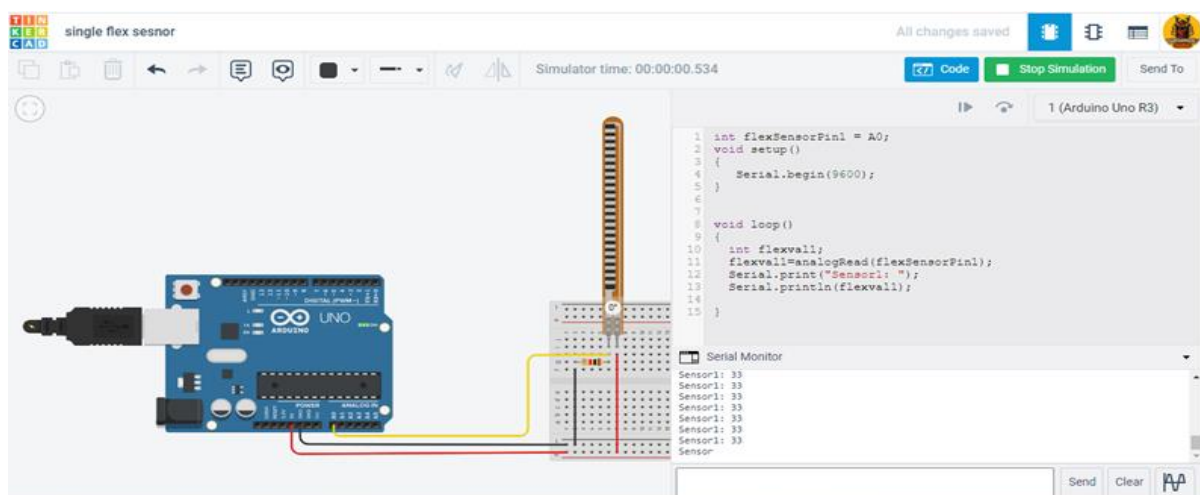 TIN
KER
CAD
single flex sesnor
All changes saved
Simulator time: 00:00:00.534
Code
Stop Simulation
Send To
1 (Arduino Uno R3)
1 int flexSensorPin1 = A0;
2 void setup()
3 {
4 Serial.begin(9600);
5 }
6
7
8 void loop()
9 {
10 int flexval1;
11 flexval1=analogRead(flexSensorPin1);
12 Serial.print("Sensor1: ");
13 Serial.println(flexval1);
14
15 }
DIGITAL (PWM~)
UNO
ARDUINO
POWER
ANALOG IN
0°
Serial Monitor
Sensor1: 33
Sensor1: 33
Sensor1: 33
Sensor1: 33
Sensor1: 33
Sensor1: 33
Sensor1: 33
Sensor
Send
Clear